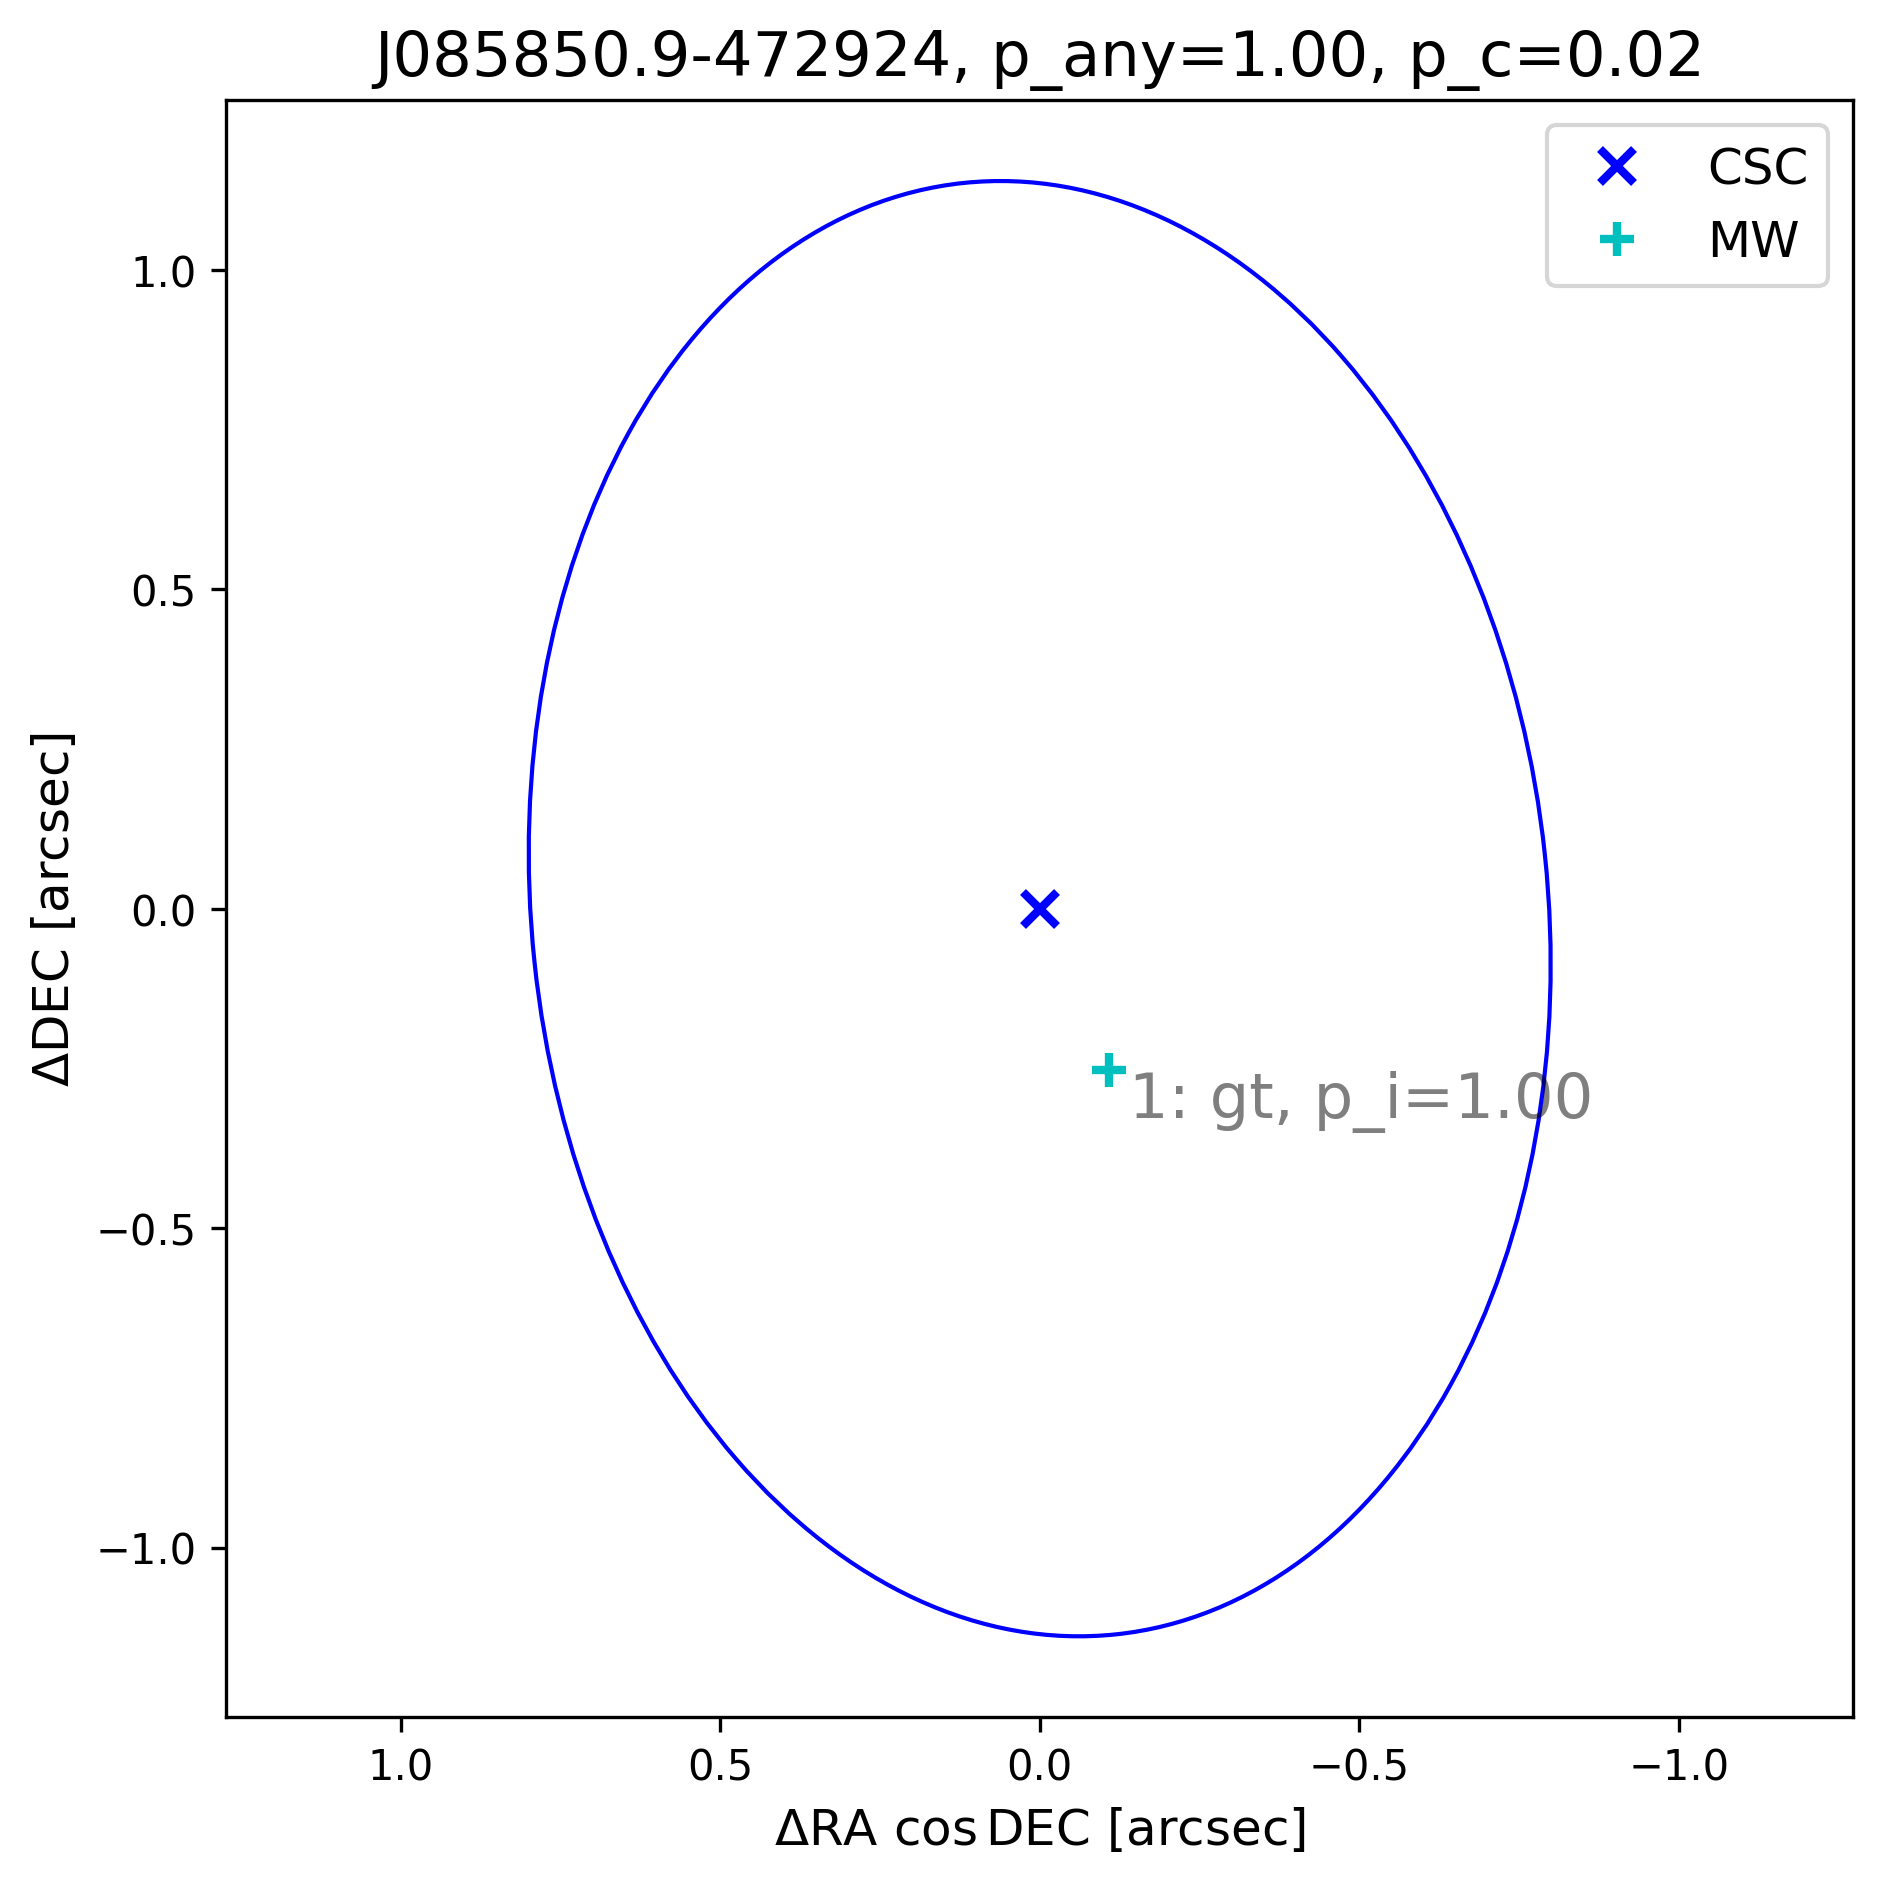 J085850.9-472924, p_any=1.00, p_c=0.02
CSC
MW
1.0
0.5
0.0
−0.5
−1.0
ΔDEC [arcsec]
1: gt, p_i=1.00
1.0
0.5
0.0
−0.5
−1.0
ΔRA cos DEC [arcsec]